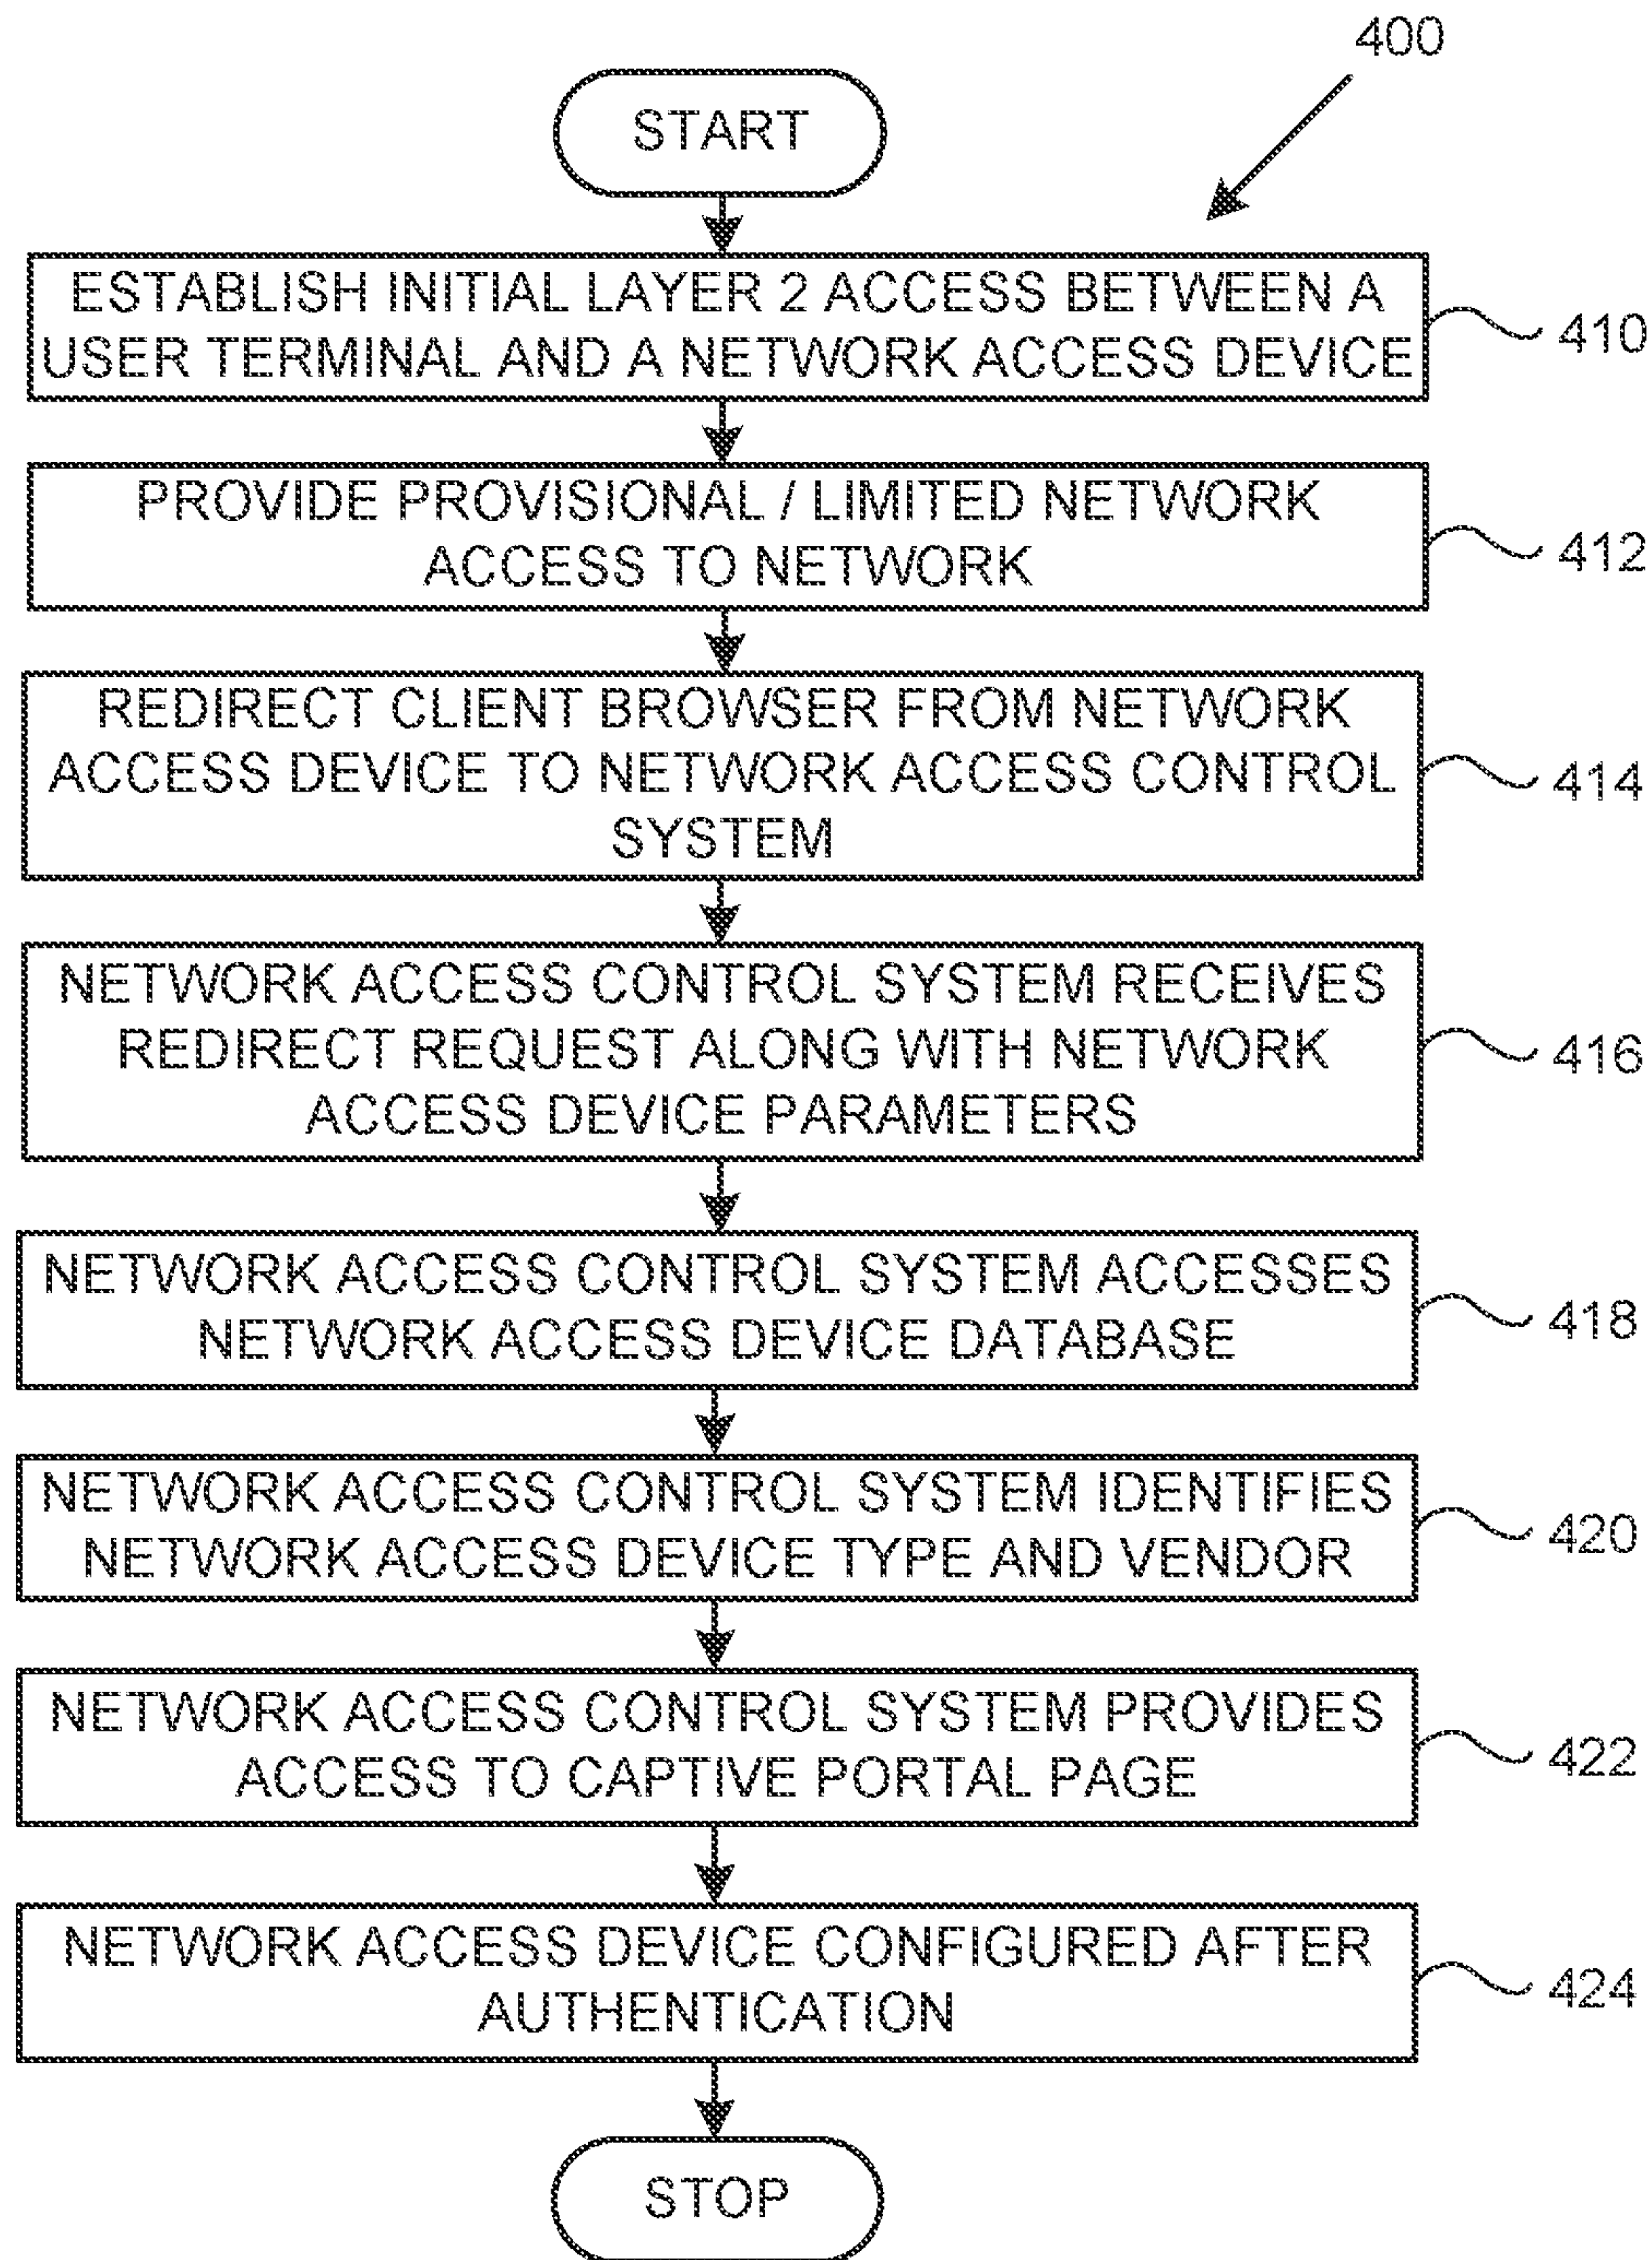 400
START
ESTABLISH INITIAL LAYER 2 ACCESS BETWEEN A
USER TERMINAL AND A NETWORK ACCESS DEVICE
410
PROVIDE PROVISIONAL / LIMITED NETWORK
ACCESS TO NETWORK
412
REDIRECT CLIENT BROWSER FROM NETWORK
ACCESS DEVICE TO NETWORK ACCESS CONTROL
SYSTEM
414
NETWORK ACCESS CONTROL SYSTEM RECEIVES
REDIRECT REQUEST ALONG WITH NETWORK
ACCESS DEVICE PARAMETERS
416
NETWORK ACCESS CONTROL SYSTEM ACCESSES
NETWORK ACCESS DEVICE DATABASE
418
NETWORK ACCESS CONTROL SYSTEM IDENTIFIES
NETWORK ACCESS DEVICE TYPE AND VENDOR
420
NETWORK ACCESS CONTROL SYSTEM PROVIDES
ACCESS TO CAPTIVE PORTAL PAGE
422
NETWORK ACCESS DEVICE CONFIGURED AFTER
AUTHENTICATION
424
STOP